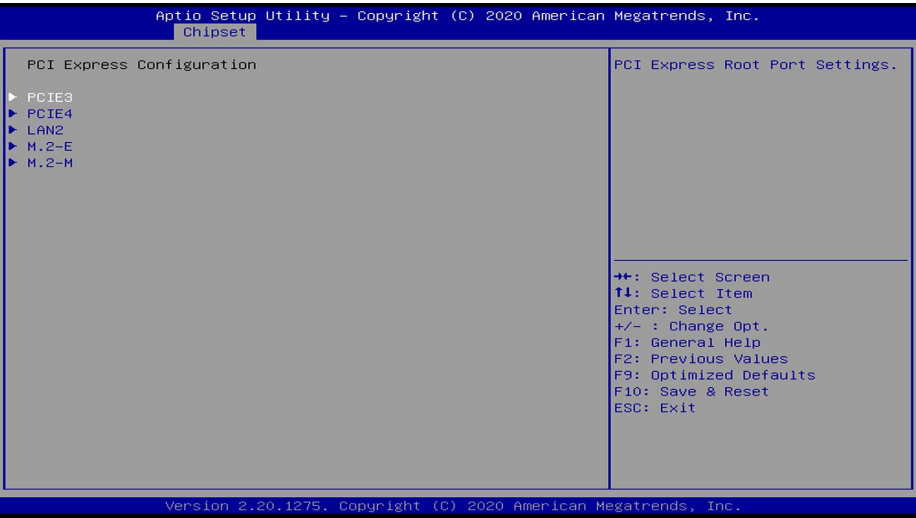 Aptio Setup Utility – Copyright (C) 2020 American Megatrends, Inc.
Chipset
PCI Express Configuration
► PCIE3
► PCIE4
► LAN2
► M.2-E
► M.2-M
PCI Express Root Port Settings.
→←: Select Screen
↑↓: Select Item
Enter: Select
+/- : Change Opt.
F1: General Help
F2: Previous Values
F9: Optimized Defaults
F10: Save & Reset
ESC: Exit
Version 2.20.1275. Copyright (C) 2020 American Megatrends, Inc.